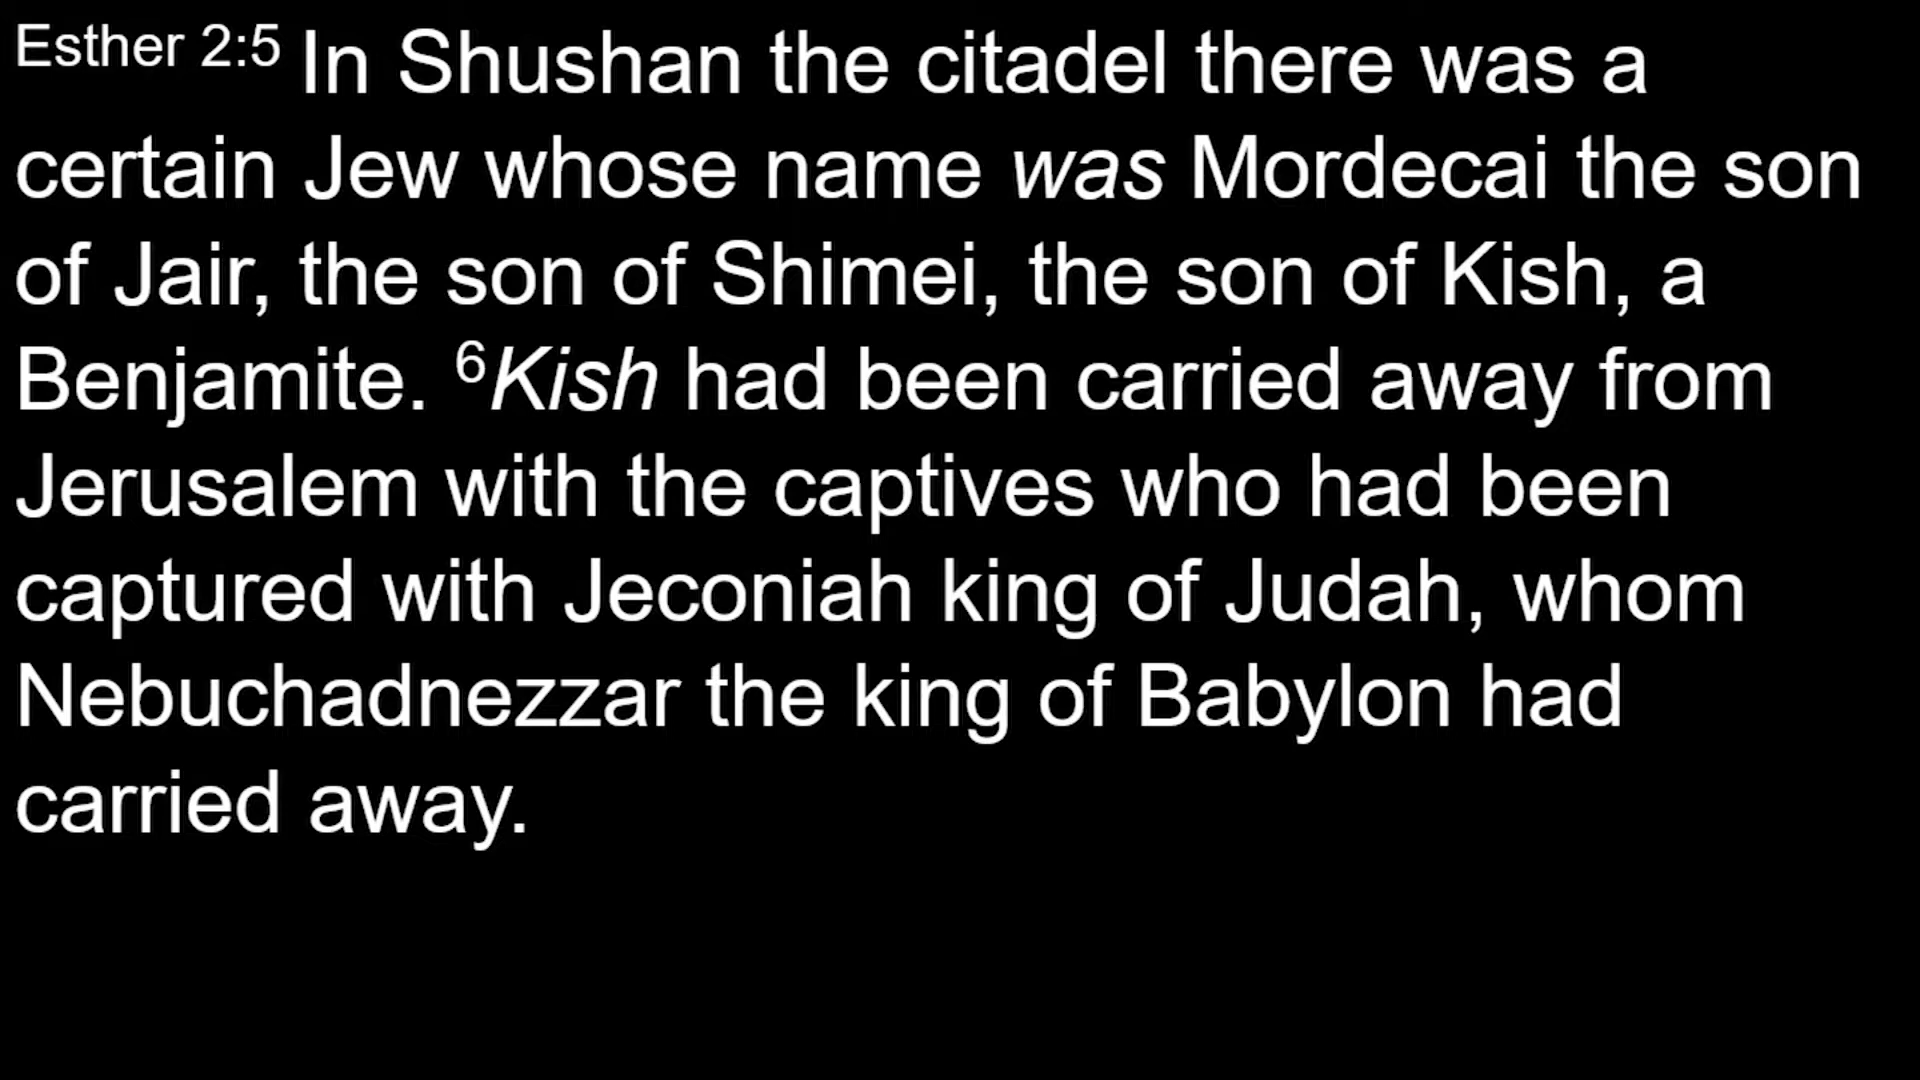 Esther 2:5 In Shushan the citadel there was a
certain Jew whose name was Mordecai the son
of Jair, the son of Shimei, the son of Kish, a
Benjamite. 6Kish had been carried away from
Jerusalem with the captives who had been
captured with Jeconiah king of Judah, whom
Nebuchadnezzar the king of Babylon had
carried away.